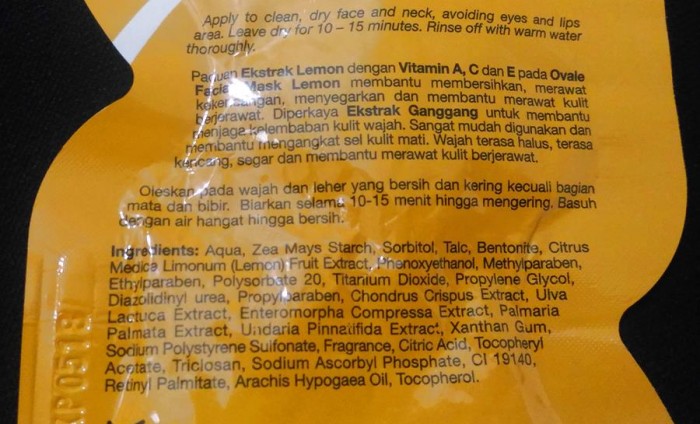 Apply to clean, dry face and neck, avoiding eyes and lips
area. Leave dry for 10 – 15 minutes. Rinse off with warm water
thoroughly.
Paduan Ekstrak Lemon dengan Vitamin A, C dan E pada Ovale
Facial Mask Lemon membantu membersihkan, merawat
kekencangan, menyegarkan dan membantu merawat kulit
berjerawat. Diperkaya Ekstrak Ganggang untuk membantu
menjaga kelembaban kulit wajah. Sangat mudah digunakan dan
membantu mengangkat sel kulit mati. Wajah terasa halus, terasa
kencang, segar dan membantu merawat kulit berjerawat.
Oleskan pada wajah dan leher yang bersih dan kering kecuali bagian
mata dan bibir. Biarkan selama 10-15 menit hingga mengering. Basuh
dengan air hangat hingga bersih.
Ingredients: Aqua, Zea Mays Starch, Sorbitol, Talc, Bentonite, Citrus
Medica Limonum (Lemon) Fruit Extract, Phenoxyethanol, Methylparaben,
Ethylparaben, Polysorbate 20, Titanium Dioxide, Propylene Glycol,
Diazolidinyl urea, Propylparaben, Chondrus Crispus Extract, Ulva
Lactuca Extract, Enteromorpha Compressa Extract, Palmaria
Palmata Extract, Undaria Pinnatifida Extract, Xanthan Gum,
Sodium Polystyrene Sulfonate, Fragrance, Citric Acid, Tocopheryl
Acetate, Triclosan, Sodium Ascorbyl Phosphate, CI 19140,
Retinyl Palmitate, Arachis Hypogaea Oil, Tocopherol.